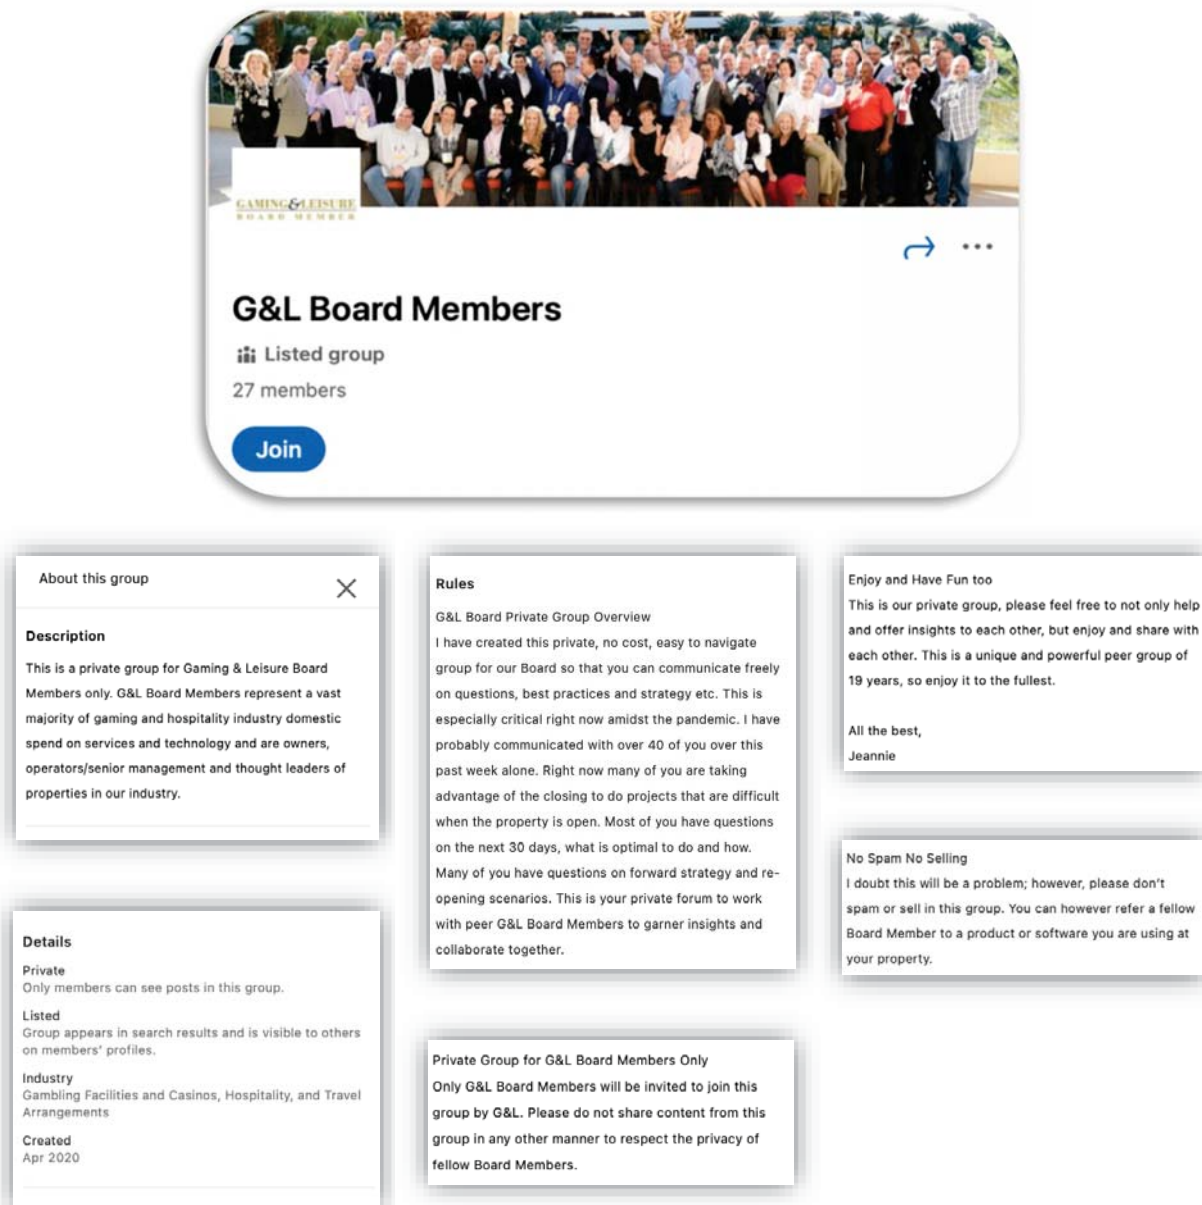 GAMING&LEISURE
BOARD MEMBER
G&L Board Members
Listed group
27 members
Join
About this group
Description
This is a private group for Gaming & Leisure Board
Members only. G&L Board Members represent a vast
majority of gaming and hospitality industry domestic
spend on services and technology and are owners,
operators/senior management and thought leaders of
properties in our industry.
Details
Private
Only members can see posts in this group.
Listed
Group appears in search results and is visible to others
on members' profiles.
Industry
Gambling Facilities and Casinos, Hospitality, and Travel
Arrangements
Created
Apr 2020
Rules
G&L Board Private Group Overview
I have created this private, no cost, easy to navigate
group for our Board so that you can communicate freely
on questions, best practices and strategy etc. This is
especially critical right now amidst the pandemic. I have
probably communicated with over 40 of you over this
past week alone. Right now many of you are taking
advantage of the closing to do projects that are difficult
when the property is open. Most of you have questions
on the next 30 days, what is optimal to do and how.
Many of you have questions on forward strategy and re-
opening scenarios. This is your private forum to work
with peer G&L Board Members to garner insights and
collaborate together.
Private Group for G&L Board Members Only
Only G&L Board Members will be invited to join this
group by G&L. Please do not share content from this
group in any other manner to respect the privacy of
fellow Board Members.
Enjoy and Have Fun too
This is our private group, please feel free to not only help
and offer insights to each other, but enjoy and share with
each other. This is a unique and powerful peer group of
19 years, so enjoy it to the fullest.
All the best,
Jeannie
No Spam No Selling
I doubt this will be a problem; however, please don't
spam or sell in this group. You can however refer a fellow
Board Member to a product or software you are using at
your property.